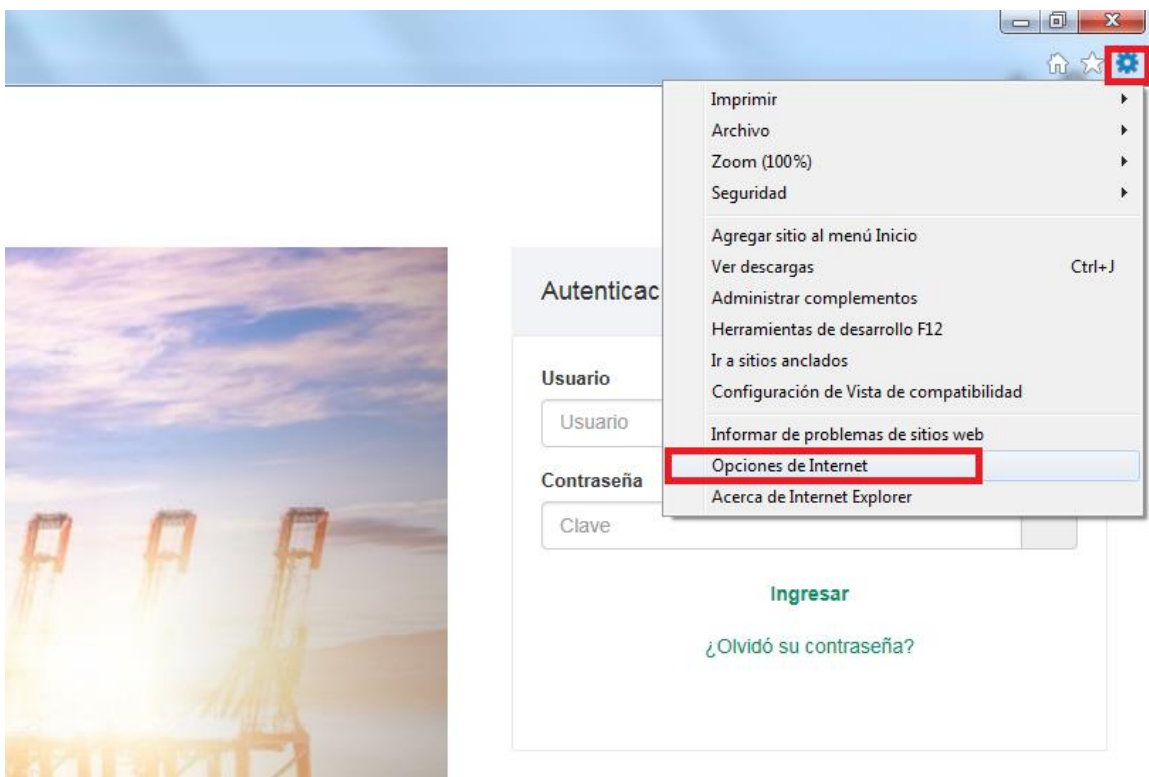 Imprimir
Archivo
Zoom (100%)
Seguridad
Agregar sitio al menú Inicio
Ver descargas Ctrl+J
Administrar complementos
Herramientas de desarrollo F12
Ir a sitios anclados
Configuración de Vista de compatibilidad
Informar de problemas de sitios web
Opciones de Internet
Acerca de Internet Explorer
Autenticac
Usuario
Usuario
Contraseña
Clave
Ingresar
¿Olvidó su contraseña?